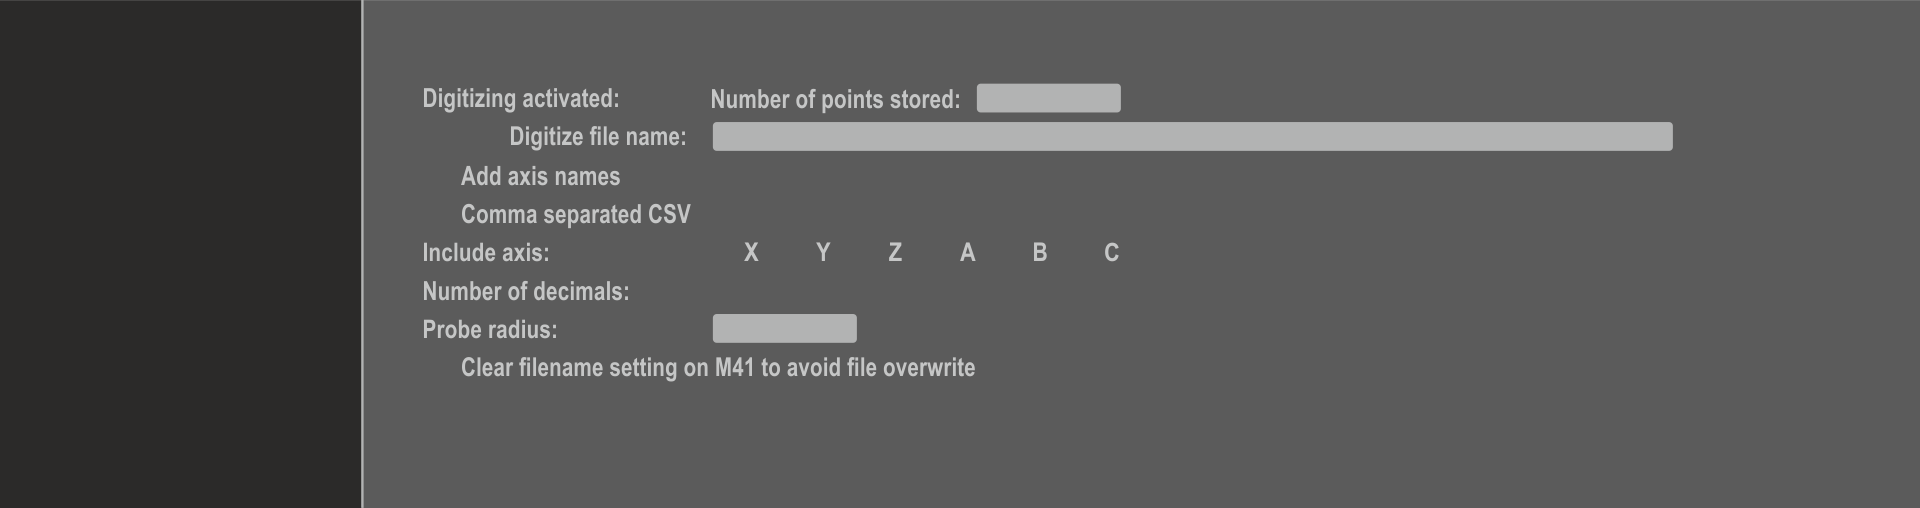 Digitizing activated: Number of points stored:
Digitize file name:
Add axis names
Comma separated CSV
Include axis: X Y Z A B C
Number of decimals:
Probe radius:
Clear filename setting on M41 to avoid file overwrite